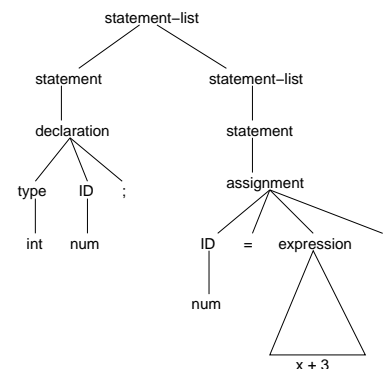 statement–list
statement statement–list
declaration statement
type ID ; assignment
int num ID = expression
num
x + 3